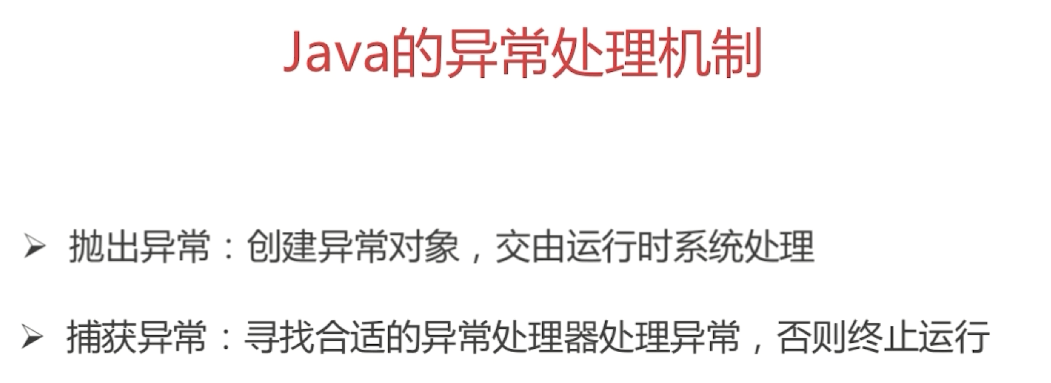 Java的异常处理机制
➢ 抛出异常：创建异常对象，交由运行时系统处理
➢ 捕获异常：寻找合适的异常处理器处理异常，否则终止运行